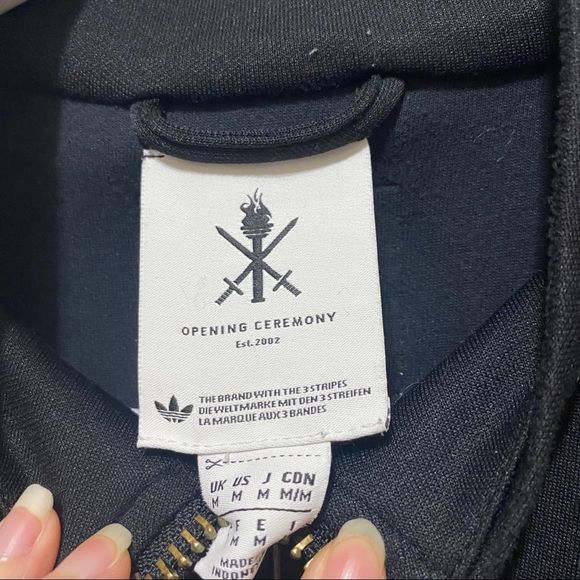 OPENING CEREMONY
Est.2002
THE BRAND WITH THE 3 STRIPES
DIE WELTMARKE MIT DEN 3 STREIFEN
LA MARQUE AUX 3 BANDES
UK US J CDN
M M M M/M
F E I
M M
MADE
INDONE